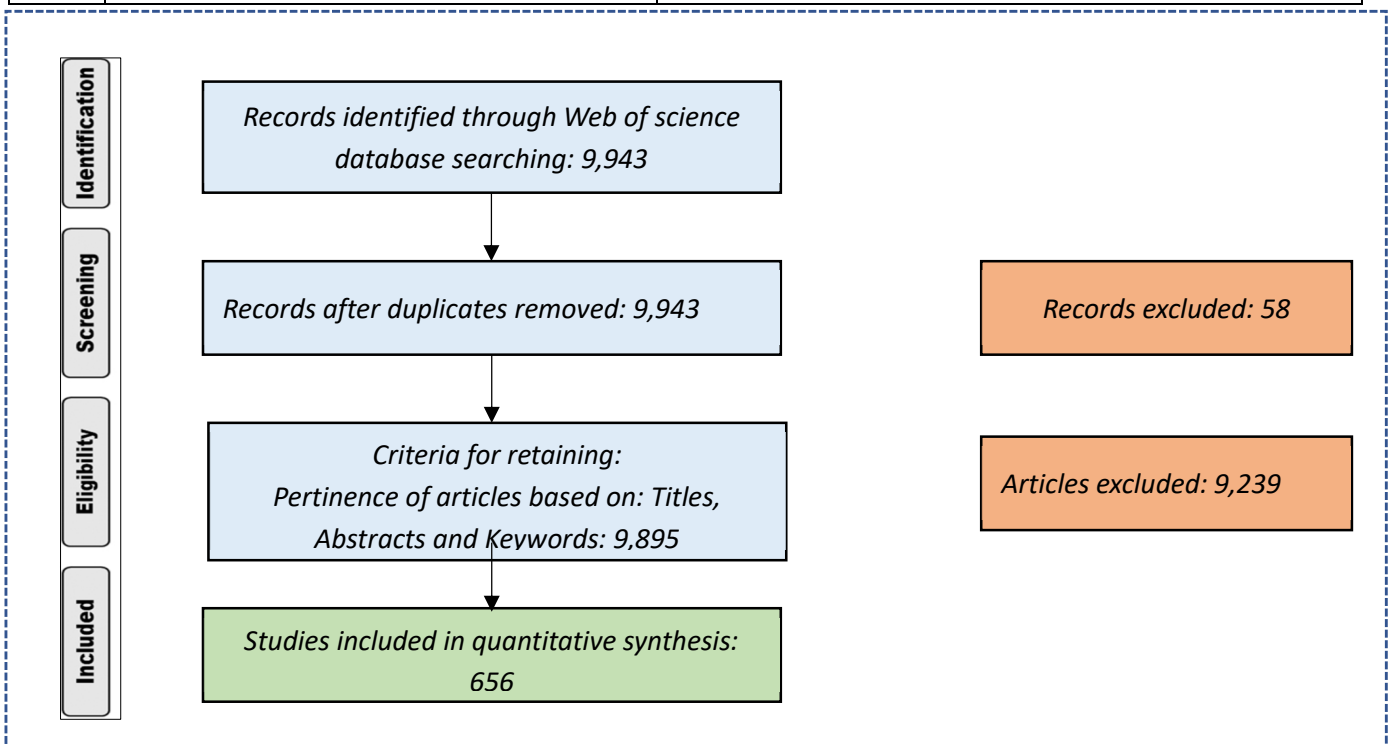 Identification
Records identified through Web of science
database searching: 9,943
Screening
Records after duplicates removed: 9,943
Records excluded: 58
Eligibility
Criteria for retaining:
Pertinence of articles based on: Titles,
Abstracts and Keywords: 9,895
Articles excluded: 9,239
Included
Studies included in quantitative synthesis:
656